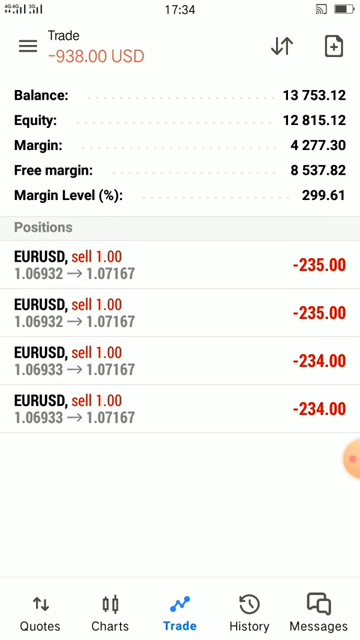 4G 4G 3G 17:34
Trade
-938.00 USD
Balance: 13 753.12
Equity: 12 815.12
Margin: 4 277.30
Free margin: 8 537.82
Margin Level (%): 299.61
Positions
EURUSD, sell 1.00
1.06932 → 1.07167 -235.00
EURUSD, sell 1.00
1.06932 → 1.07167 -235.00
EURUSD, sell 1.00
1.06933 → 1.07167 -234.00
EURUSD, sell 1.00
1.06933 → 1.07167 -234.00
Quotes Charts Trade History Messages